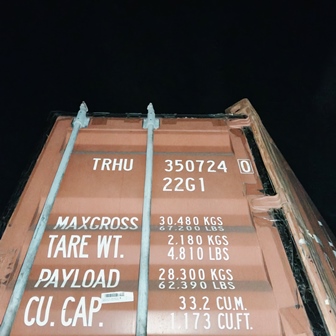 TRHU 350724 0
22G1
MAXGROSS 30.480 KGS
67.200 LBS
TARE WT. 2.180 KGS
4.810 LBS
PAYLOAD 28.300 KGS
62.390 LBS
CU. CAP. 33.2 CU.M.
1.173 CU.FT.